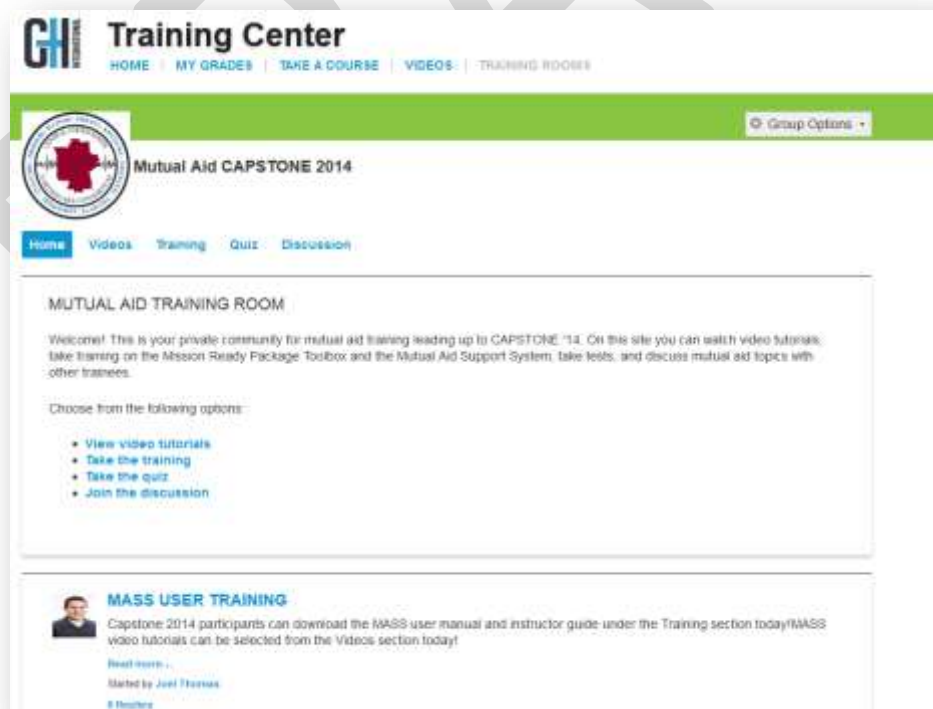 GH
Training Center
HOME | MY GRADES | TAKE A COURSE | VIDEOS | TRAINING ROOMS
Group Options
Mutual Aid CAPSTONE 2014
Home Videos Training Quiz Discussion
MUTUAL AID TRAINING ROOM
Welcome! This is your private community for mutual aid training leading up to CAPSTONE '14. On this site you can watch video tutorials,
take training on the Mission Ready Package Toolbox and the Mutual Aid Support System, take tests, and discuss mutual aid topics with
other trainees.
Choose from the following options:
• View video tutorials
• Take the training
• Take the quiz
• Join the discussion
MASS USER TRAINING
Capstone 2014 participants can download the MASS user manual and instructor guide under the Training section today!MASS
video tutorials can be selected from the Videos section today!
Read more...
Started by Joel Thomas